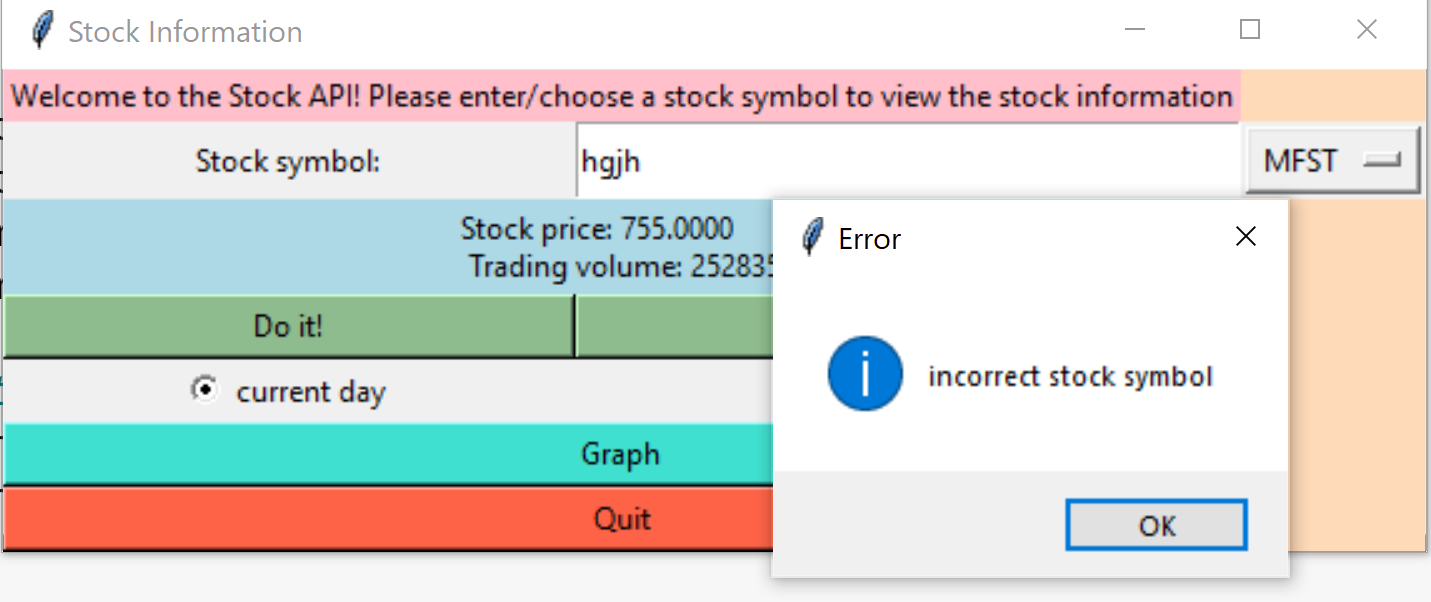 Stock Information
Welcome to the Stock API! Please enter/choose a stock symbol to view the stock information
Stock symbol:
hgjh
MFST
Stock price: 755.0000
Trading volume: 252835
Error
incorrect stock symbol
OK
Do it!
current day
Graph
Quit